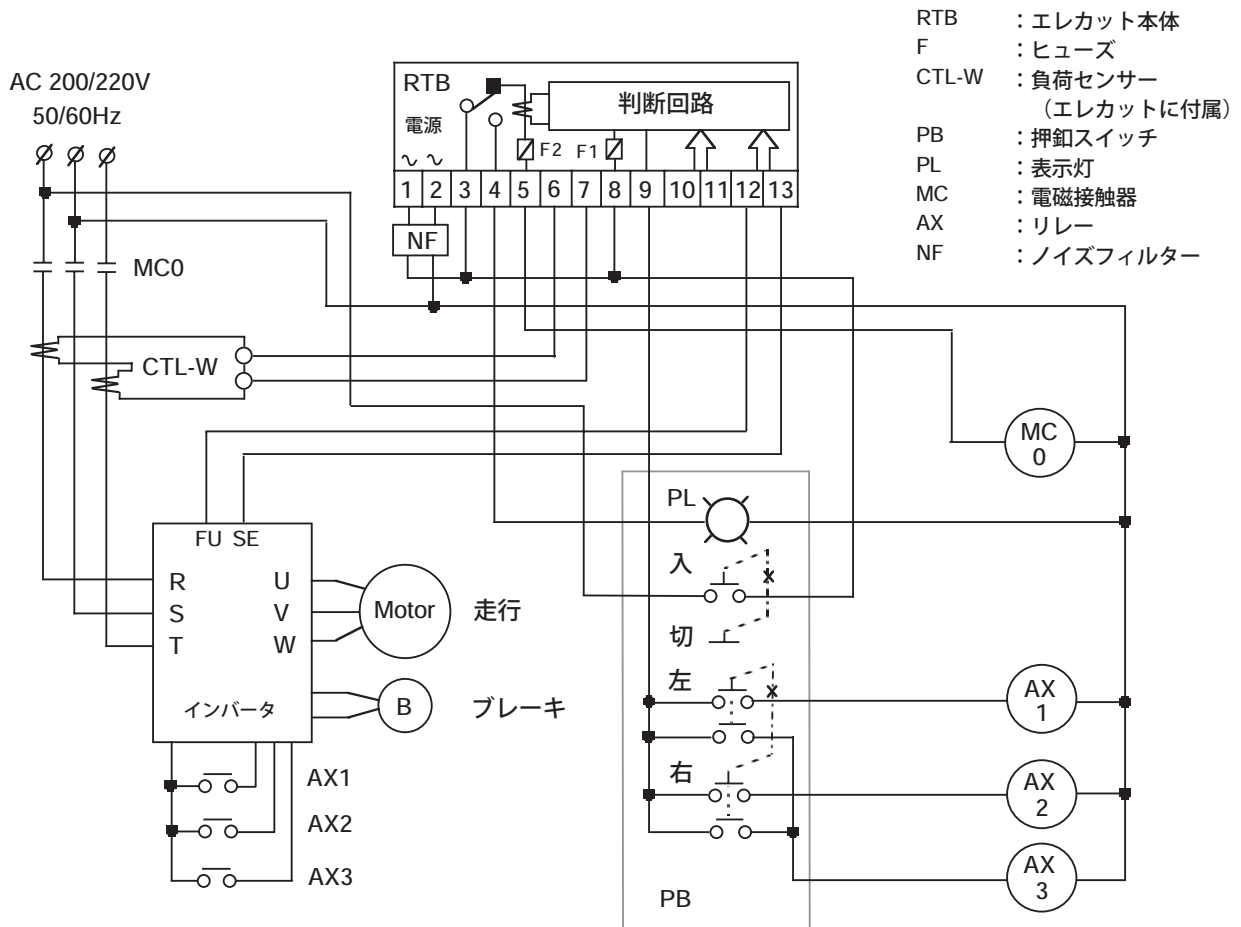 RTB ：エレカット本体
F ：ヒューズ
CTL-W ：負荷センサー
（エレカットに付属）
PB ：押釦スイッチ
PL ：表示灯
MC ：電磁接触器
AX ：リレー
NF ：ノイズフィルター
AC 200/220V
50/60Hz
RTB
判断回路
電源
F2 F1
～ ～
1 2 3 4 5 6 7 8 9 10 11 12 13
NF
MC0
CTL-W
MC
0
PL
FU SE
入
R U
S V
T W
Motor 走行
切
インバータ
B ブレーキ
左
AX
1
右
AX1
AX
2
AX2
AX3
AX
3
PB